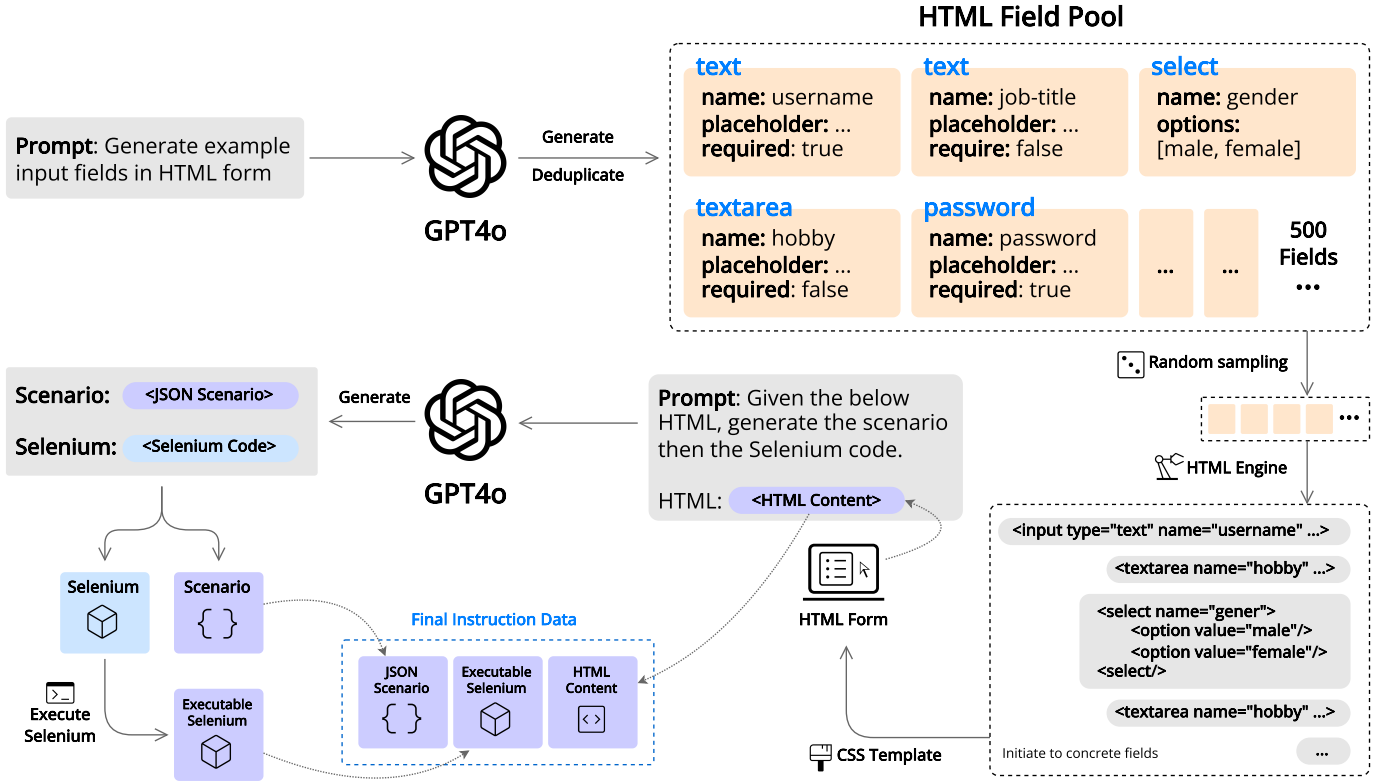 HTML Field Pool
Prompt: Generate example
input fields in HTML form
GPT4o
Generate
Deduplicate
text
name: username
placeholder: ...
required: true
text
name: job-title
placeholder: ...
require: false
select
name: gender
options:
[male, female]
textarea
name: hobby
placeholder: ...
required: false
password
name: password
placeholder: ...
required: true
...
...
500
Fields
...
Random sampling
...
HTML Engine
<input type="text" name="username" ...>
<textarea name="hobby" ...>
<select name="gener">
<option value="male"/>
<option value="female"/>
<select/>
<textarea name="hobby" ...>
Initiate to concrete fields
...
CSS Template
HTML Form
Prompt: Given the below
HTML, generate the scenario
then the Selenium code.
HTML: <HTML Content>
GPT4o
Generate
Scenario: <JSON Scenario>
Selenium: <Selenium Code>
Selenium
Scenario
{ }
Execute
Selenium
Executable
Selenium
Final Instruction Data
JSON
Scenario
{ }
Executable
Selenium
HTML
Content